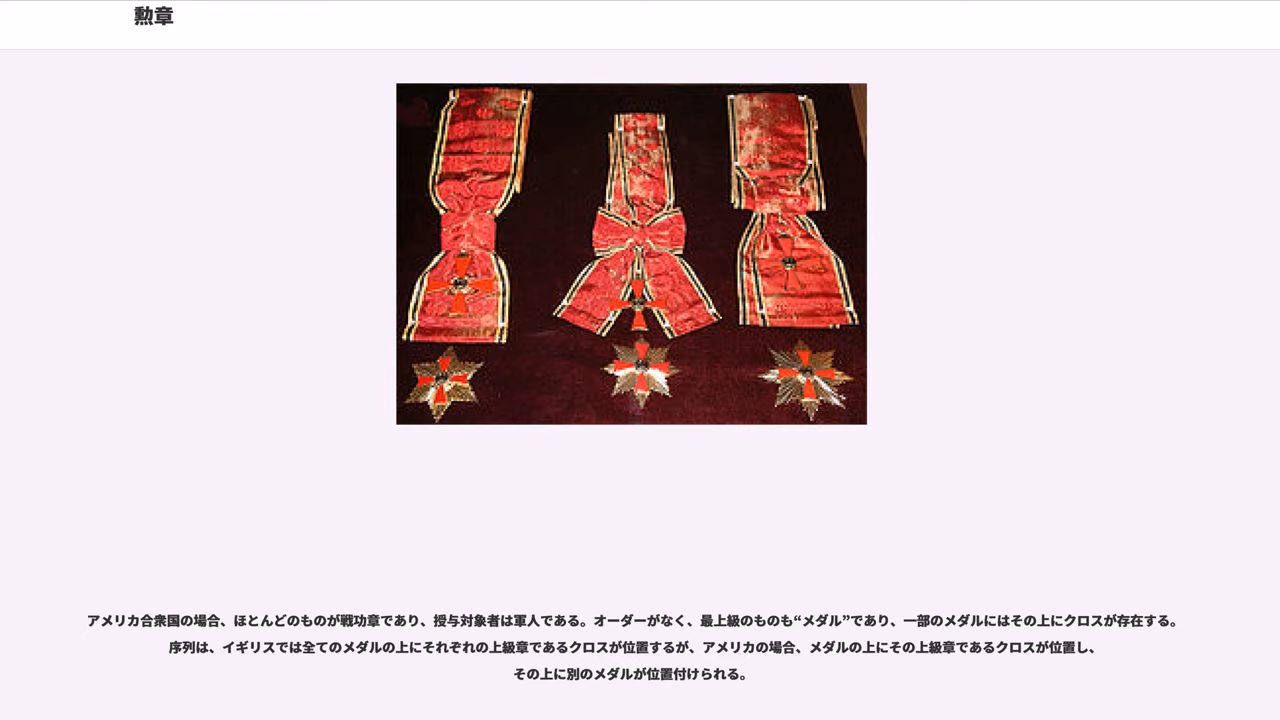 勲章
アメリカ合衆国の場合、ほとんどのものが戦功章であり、授与対象者は軍人である。オーダーがなく、最上級のものも“メダル”であり、一部のメダルにはその上にクロスが存在する。
序列は、イギリスでは全てのメダルの上にそれぞれの上級章であるクロスが位置するが、アメリカの場合、メダルの上にその上級章であるクロスが位置し、
その上に別のメダルが位置付けられる。